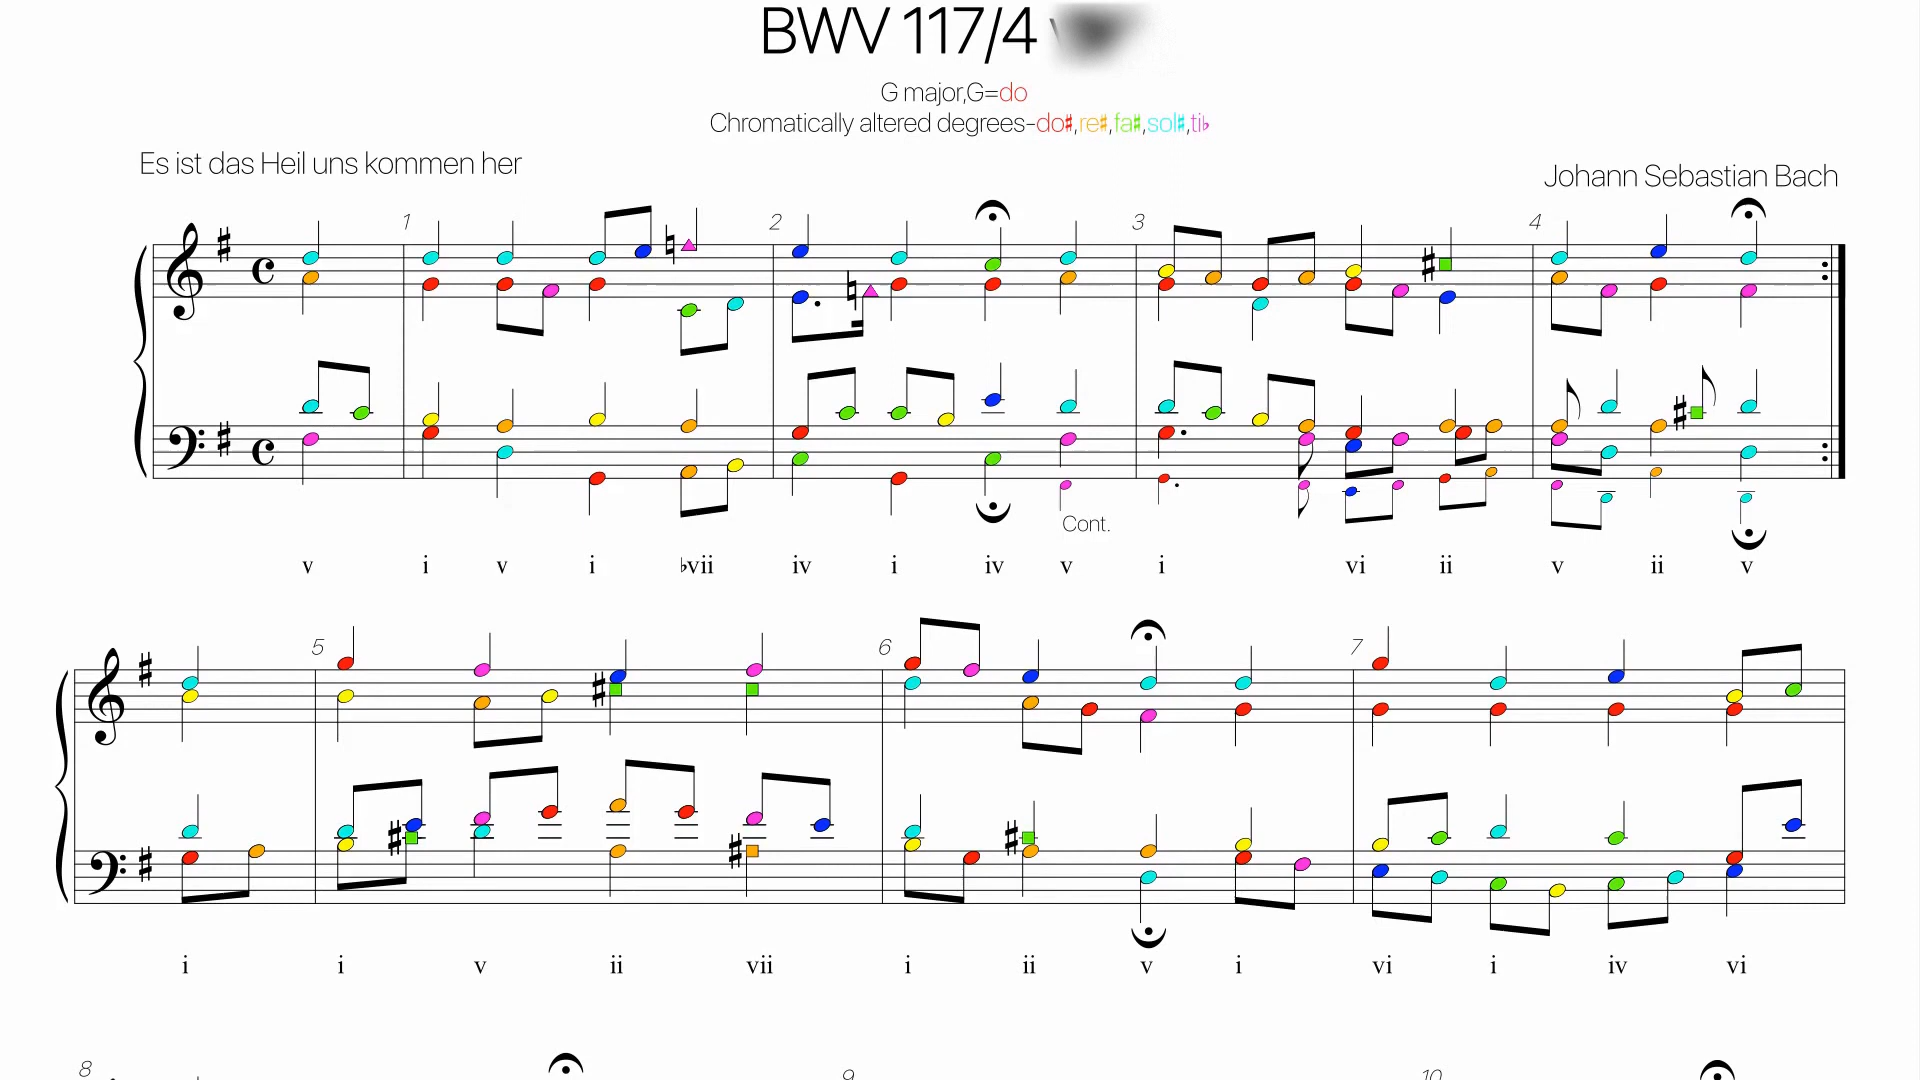 BWV 117/4
G major,G=do
Chromatically altered degrees-do♯,re♯,fa♯,sol♯,ti♭
Es ist das Heil uns kommen her
Johann Sebastian Bach
1 2 3 4
Cont.
v i v i ♭vii iv i iv v i vi ii v ii v
5 6 7
i i v ii vii i ii v i vi i iv vi
8 9 10